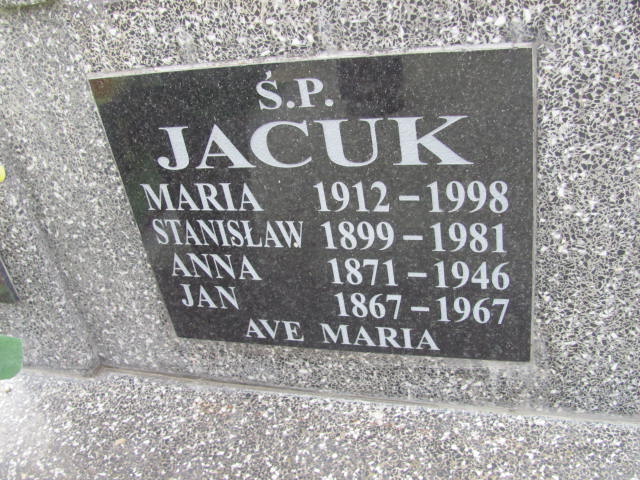 Ś.P.
JACUK
MARIA 1912 – 1998
STANISŁAW 1899 – 1981
ANNA 1871 – 1946
JAN 1867 – 1967
AVE MARIA